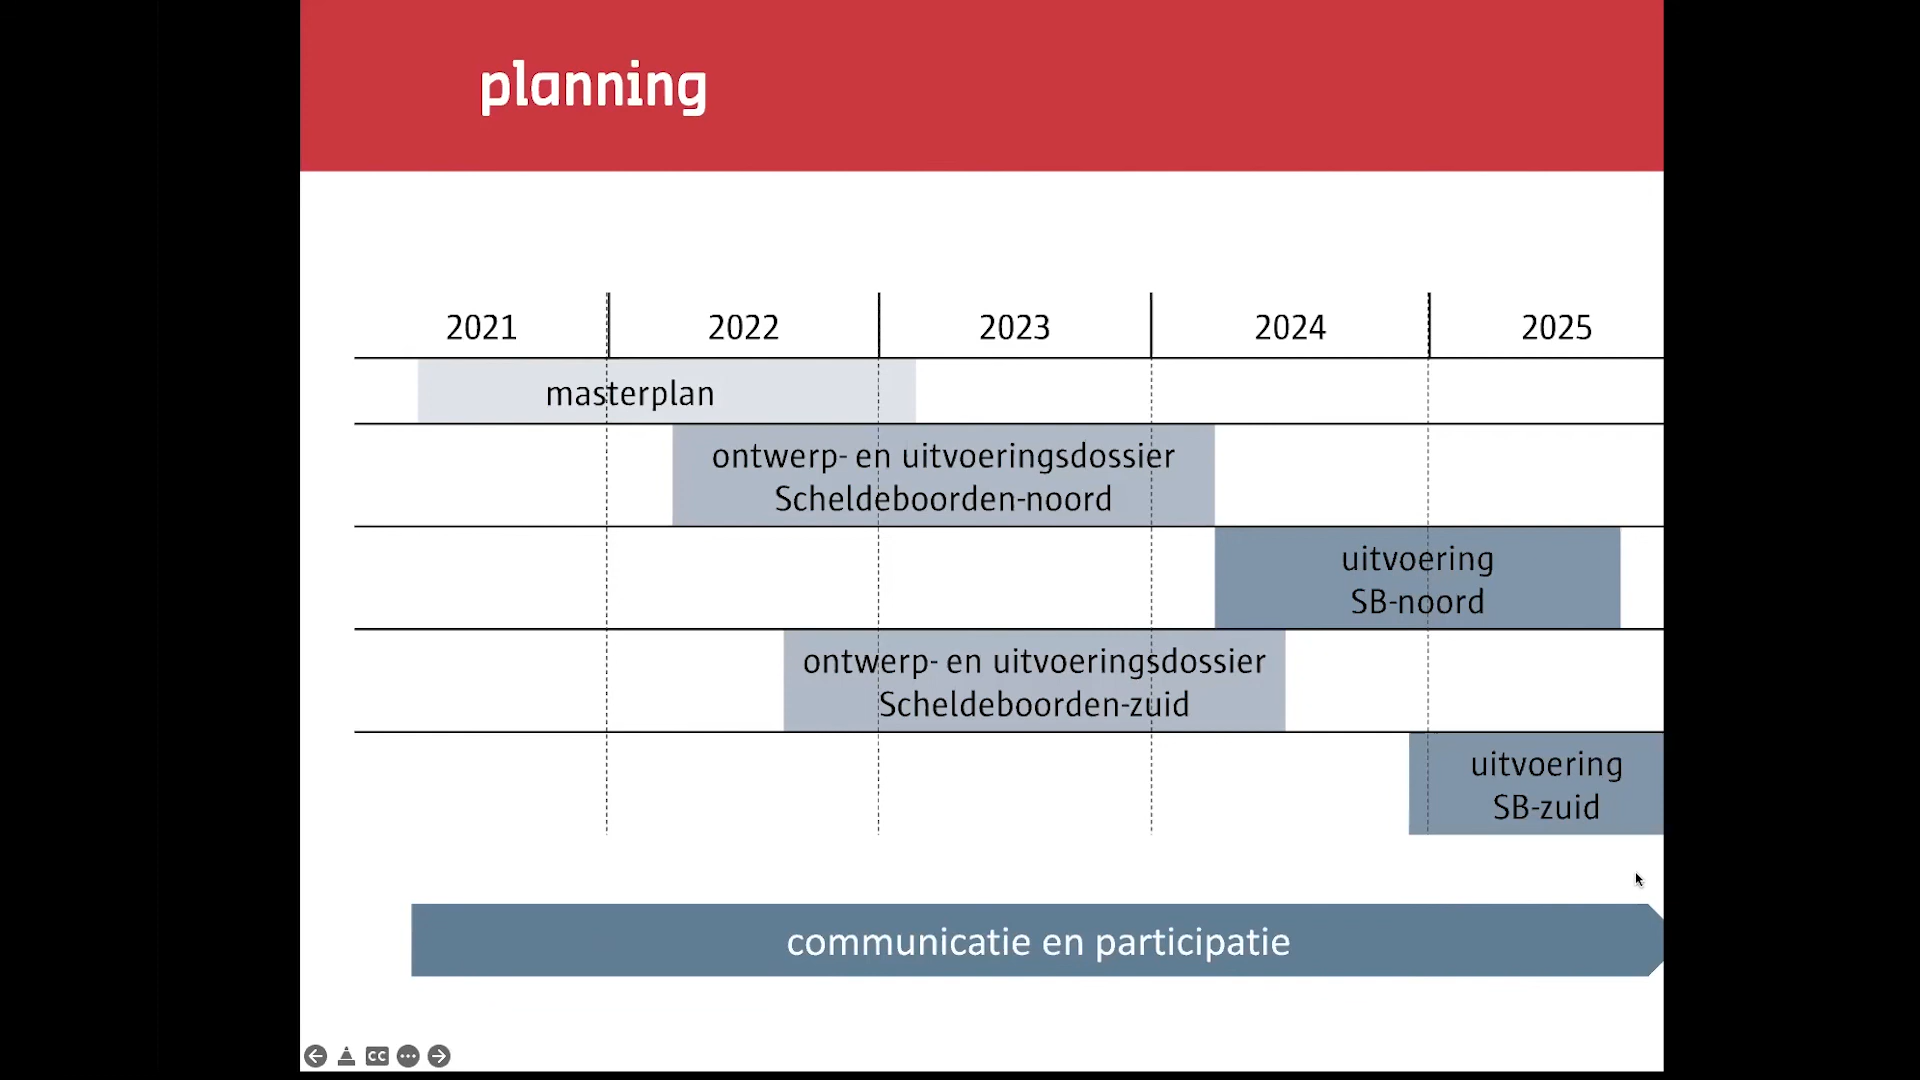 planning
2021 2022 2023 2024 2025
masterplan
ontwerp- en uitvoeringsdossier
Scheldeboorden-noord
uitvoering
SB-noord
ontwerp- en uitvoeringsdossier
Scheldeboorden-zuid
uitvoering
SB-zuid
communicatie en participatie
CC